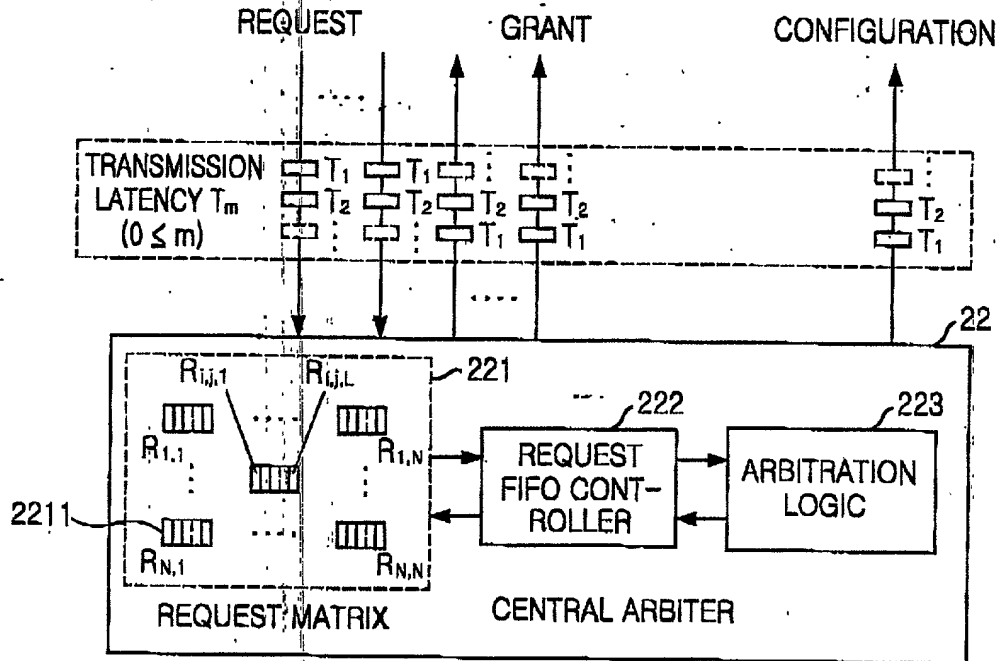 REQUEST GRANT CONFIGURATION
TRANSMISSION
LATENCY Tm
(0 ≤ m)
T1 T1
T2 T2 T2 T2 T2
T1 T1 T1
22
Ri,j,1 Ri,j,L 221
222 223
R1,1 R1,N
REQUEST
FIFO CONT-
ROLLER
ARBITRATION
LOGIC
2211
RN,1 RN,N
REQUEST MATRIX CENTRAL ARBITER